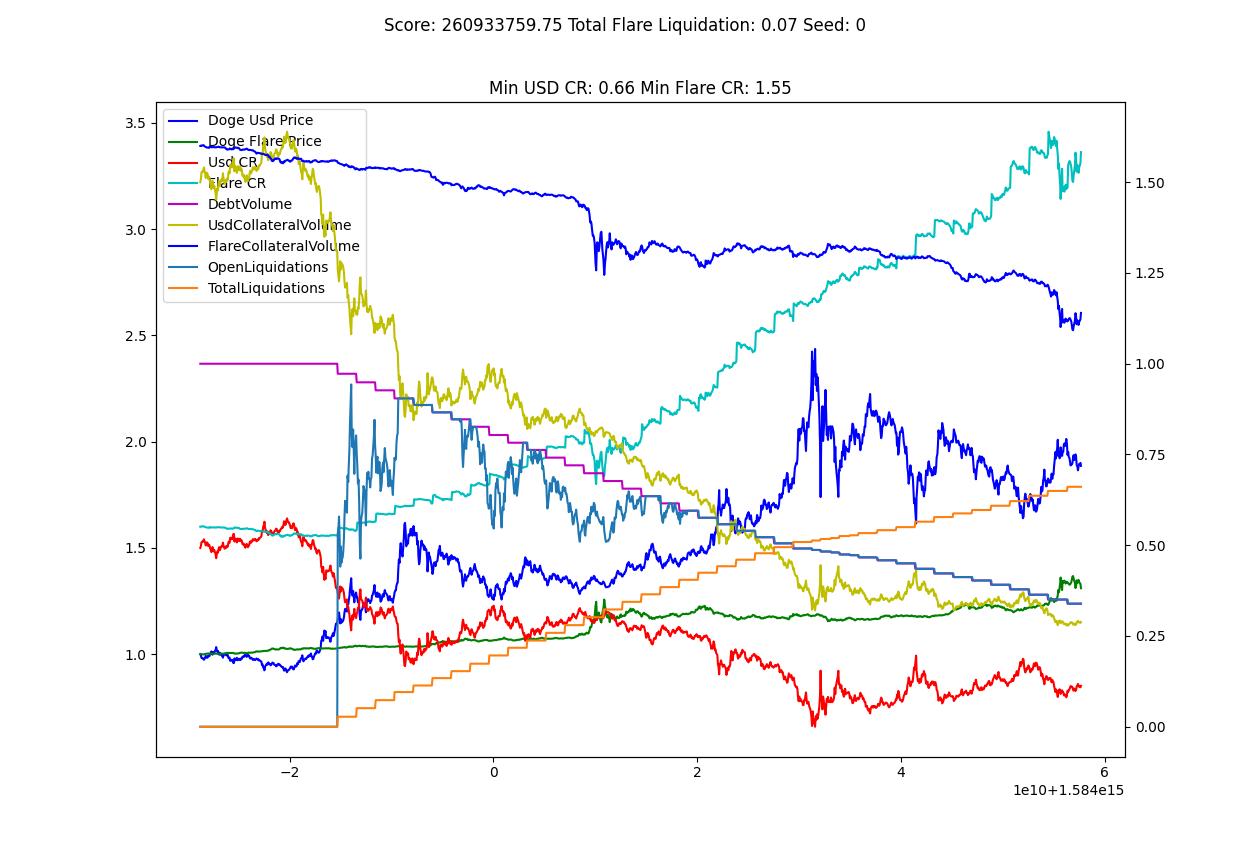 Score: 260933759.75 Total Flare Liquidation: 0.07 Seed: 0
Min USD CR: 0.66 Min Flare CR: 1.55
Doge Usd Price
Doge Flare Price
Usd CR
Flare CR
DebtVolume
UsdCollateralVolume
FlareCollateralVolume
OpenLiquidations
TotalLiquidations
3.5
3.0
2.5
2.0
1.5
1.0
1.50
1.25
1.00
0.75
0.50
0.25
0.00
−2
0
2
4
6
1e10+1.584e15